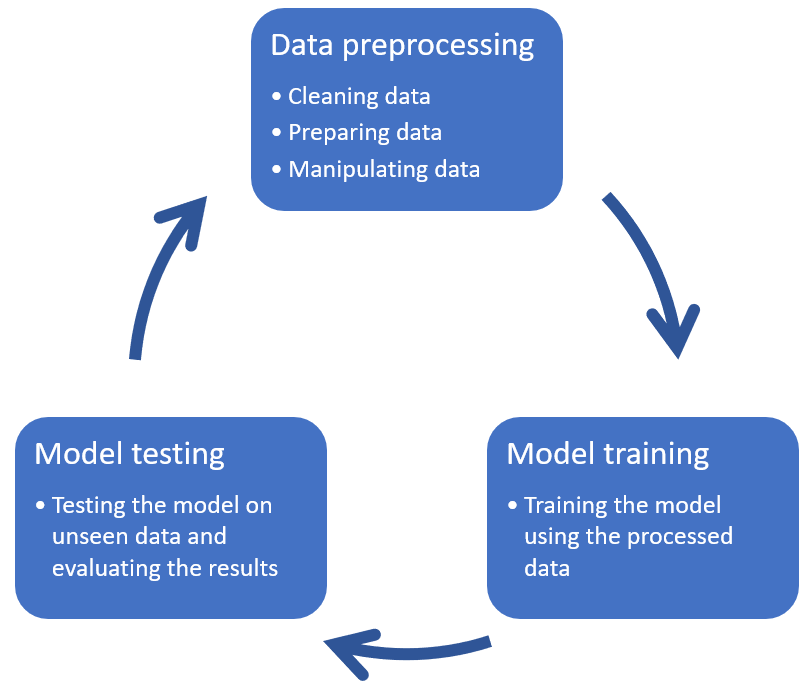 Data preprocessing
• Cleaning data
• Preparing data
• Manipulating data
Model training
• Training the model
using the processed
data
Model testing
• Testing the model on
unseen data and
evaluating the results